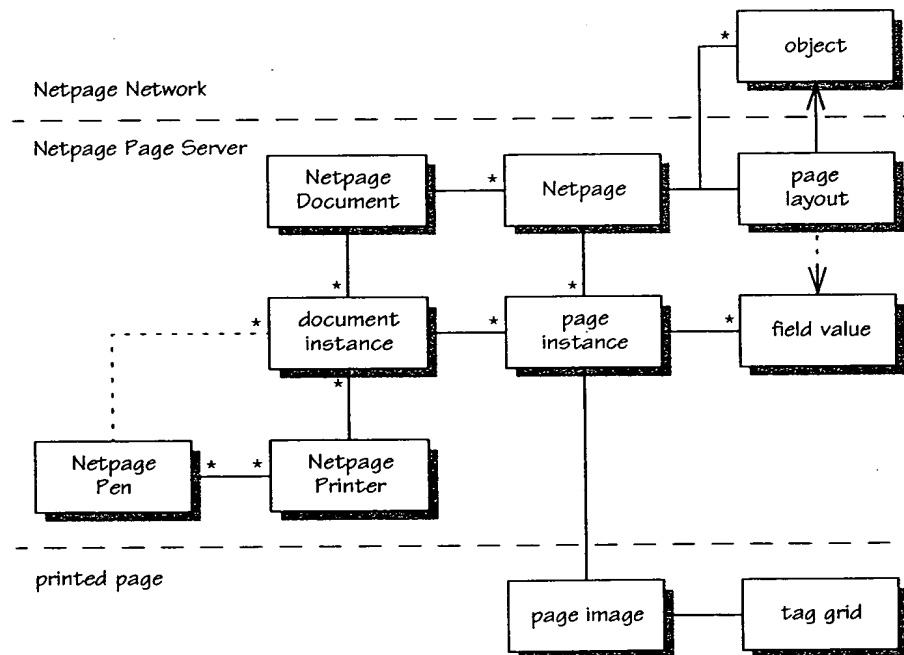 *
object
Netpage Network
Netpage Page Server
Netpage
Document
*
Netpage
page
layout
*
*
*
document
instance
*
page
instance
*
field value
*
Netpage
Pen
*
*
Netpage
Printer
printed page
page image
tag grid